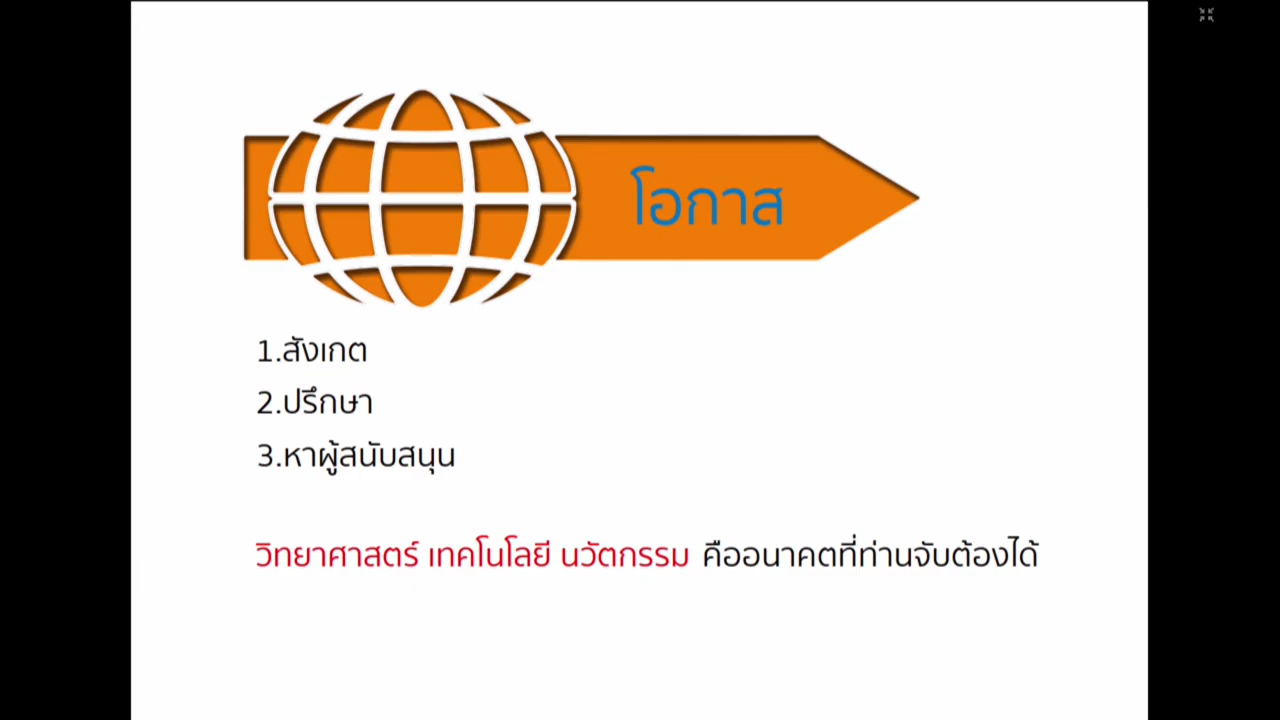 โอกาส
1.สังเกต
2.ปรึกษา
3.หาผู้สนับสนุน
วิทยาศาสตร์ เทคโนโลยี นวัตกรรม คืออนาคตที่ท่านจับต้องได้